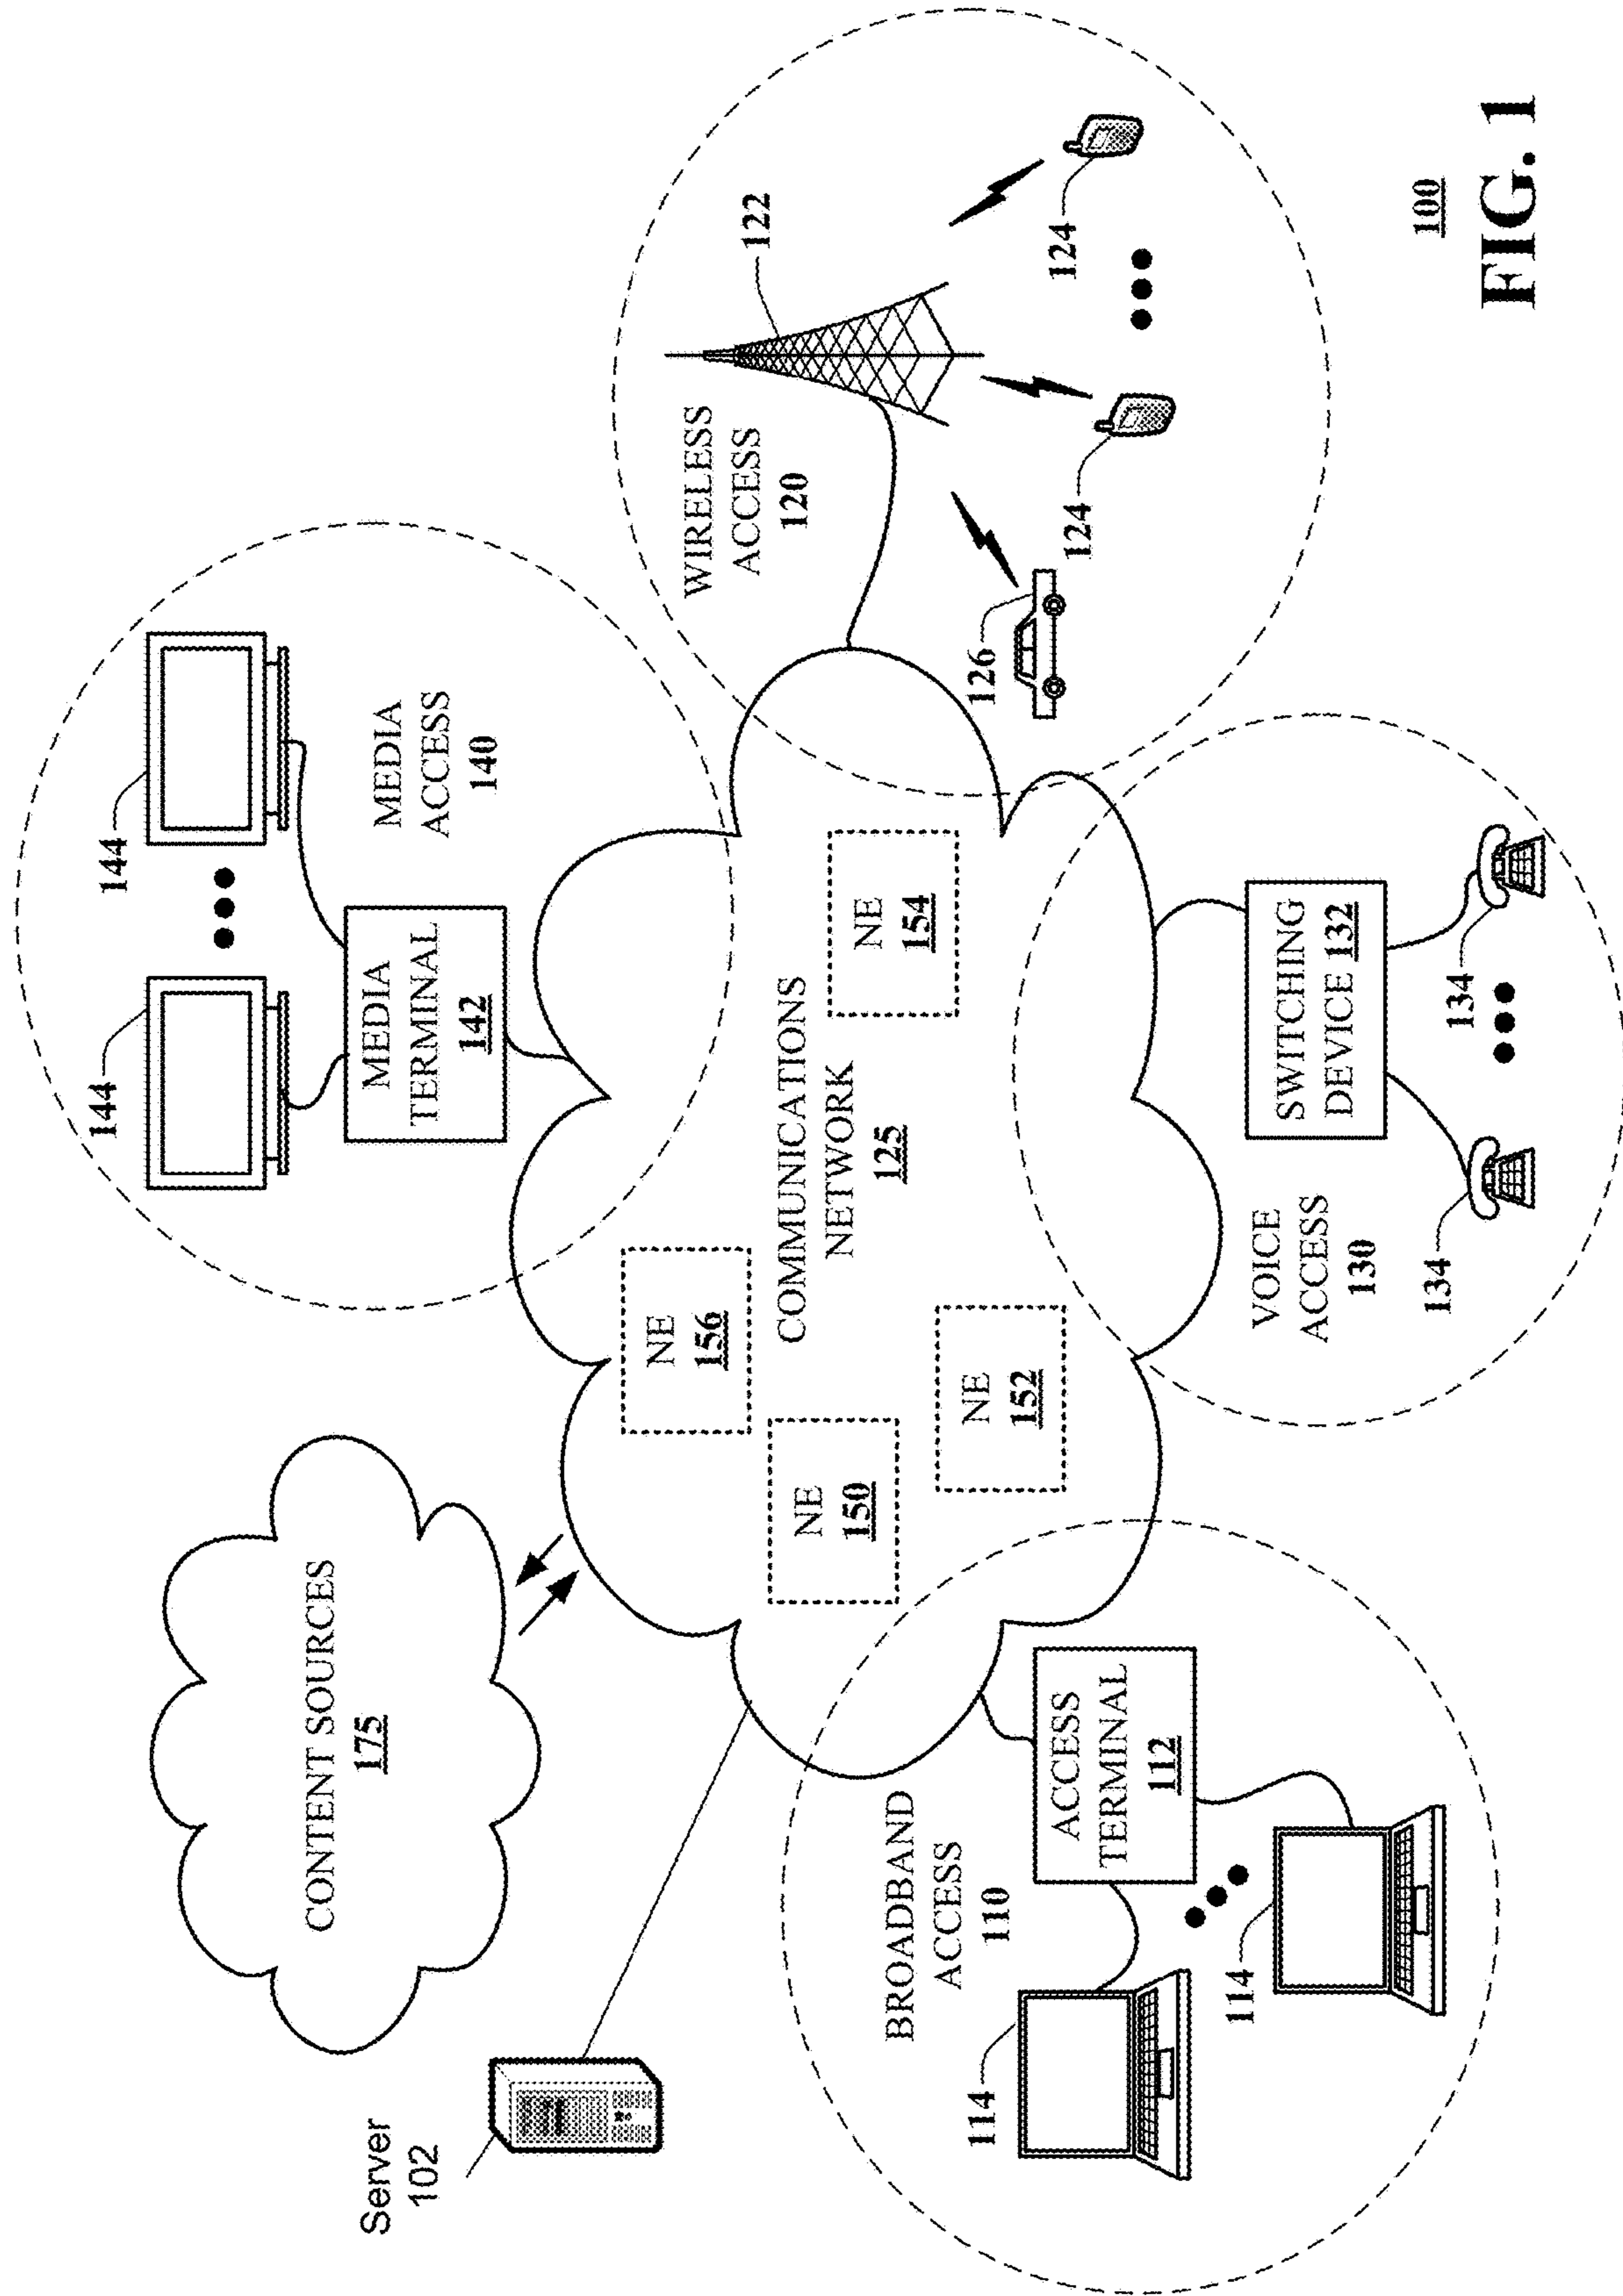 Server
102
CONTENT SOURCES
175
144
144
MEDIA
TERMINAL
142
MEDIA
ACCESS
140
WIRELESS
ACCESS
120
122
NE
156
NE
150
NE
152
NE
154
COMMUNICATIONS
NETWORK
125
BROADBAND
ACCESS
110
ACCESS
TERMINAL
112
114
114
VOICE
ACCESS
130
SWITCHING
DEVICE 132
134
134
126
124
124
100
FIG. 1